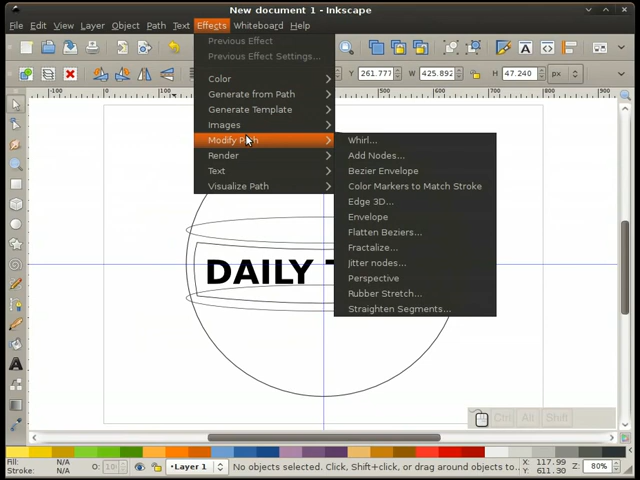 New document 1 - Inkscape
File Edit View Layer Object Path Text Effects Whiteboard Help
Y 261.777 W 425.892 H 47.240
Previous Effect
Previous Effect Settings...
Color
Generate from Path
Generate Template
Images
Modify Path
Render
Text
Visualize Path
Whirl...
Add Nodes...
Bezier Envelope
Color Markers to Match Stroke
Edge 3D...
Envelope
Flatten Beziers...
Fractalize...
Jitter nodes...
Perspective
Rubber Stretch...
Straighten Segments...
DAILY
Ctrl Alt Shift
Fill: N/A
Stroke: N/A
O:
Layer 1
No objects selected. Click, Shift+click, or drag around objects to...
X: 117.99
Y: 611.30
Z: 80%